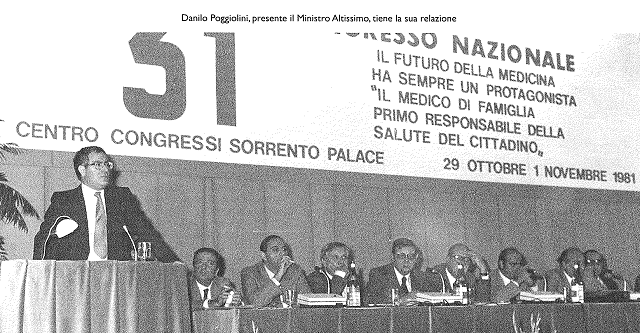 Danilo Poggiolini, presente il Ministro Altissimo, tiene la sua relazione
31
NAZIONALE
IL FUTURO DELLA MEDICINA
HA SEMPRE UN PROTAGONISTA
"IL MEDICO DI FAMIGLIA
PRIMO RESPONSABILE DELLA
SALUTE DEL CITTADINO„
CENTRO CONGRESSI SORRENTO PALACE
29 OTTOBRE 1 NOVEMBRE 1981